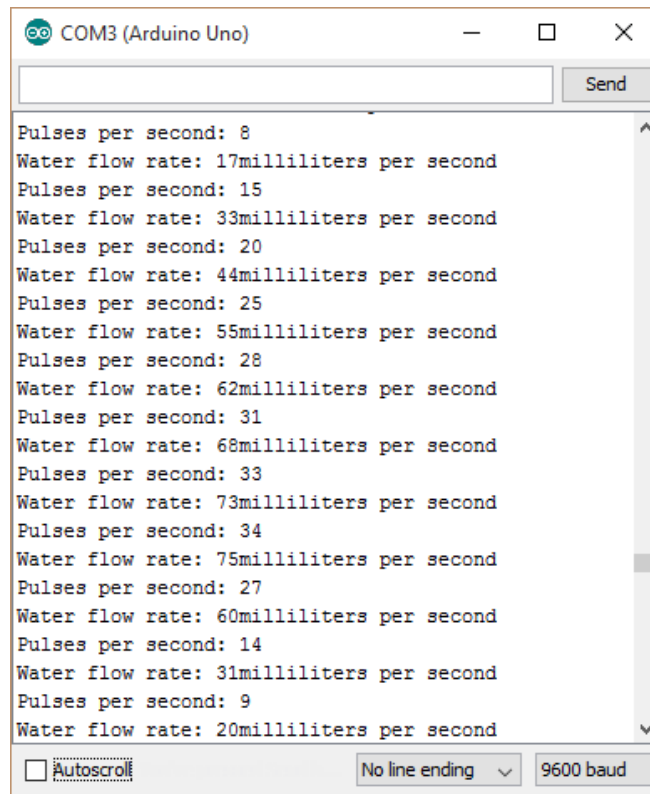 COM3 (Arduino Uno)
Send
Pulses per second: 8
Water flow rate: 17milliliters per second
Pulses per second: 15
Water flow rate: 33milliliters per second
Pulses per second: 20
Water flow rate: 44milliliters per second
Pulses per second: 25
Water flow rate: 55milliliters per second
Pulses per second: 28
Water flow rate: 62milliliters per second
Pulses per second: 31
Water flow rate: 68milliliters per second
Pulses per second: 33
Water flow rate: 73milliliters per second
Pulses per second: 34
Water flow rate: 75milliliters per second
Pulses per second: 27
Water flow rate: 60milliliters per second
Pulses per second: 14
Water flow rate: 31milliliters per second
Pulses per second: 9
Water flow rate: 20milliliters per second
Autoscroll No line ending 9600 baud